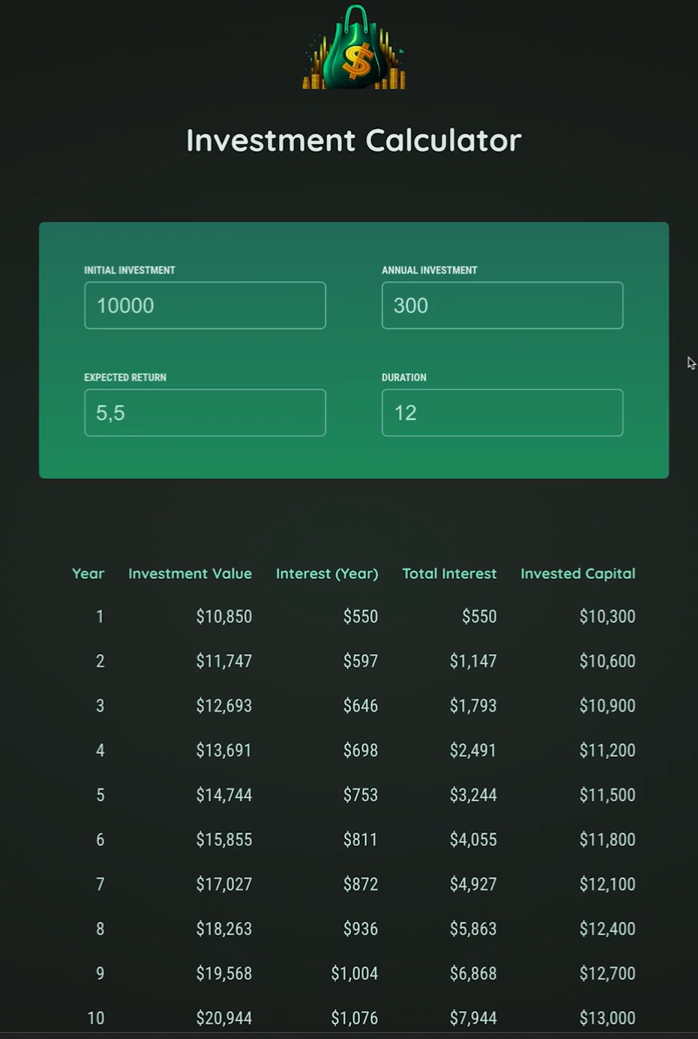 $
Investment Calculator
INITIAL INVESTMENT ANNUAL INVESTMENT
10000 300
EXPECTED RETURN DURATION
5,5 12
Year Investment Value Interest (Year) Total Interest Invested Capital
1 $10,850 $550 $550 $10,300
2 $11,747 $597 $1,147 $10,600
3 $12,693 $646 $1,793 $10,900
4 $13,691 $698 $2,491 $11,200
5 $14,744 $753 $3,244 $11,500
6 $15,855 $811 $4,055 $11,800
7 $17,027 $872 $4,927 $12,100
8 $18,263 $936 $5,863 $12,400
9 $19,568 $1,004 $6,868 $12,700
10 $20,944 $1,076 $7,944 $13,000